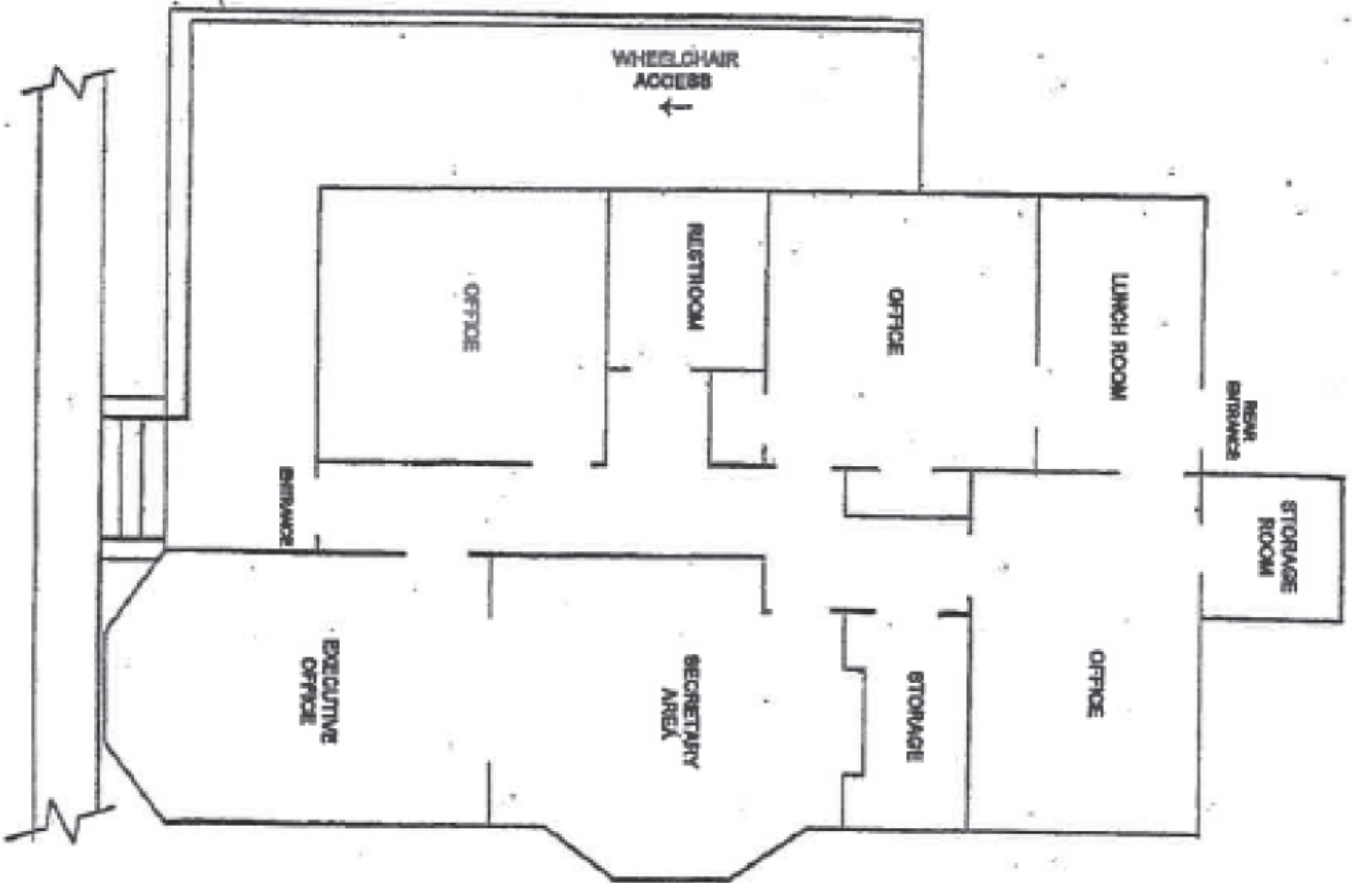 WHEELCHAIR
ACCESS
OFFICE
RESTROOM
OFFICE
LUNCH ROOM
REAR
ENTRANCE
STORAGE
ROOM
ENTRANCE
EXECUTIVE
OFFICE
SECRETARY
AREA
STORAGE
OFFICE